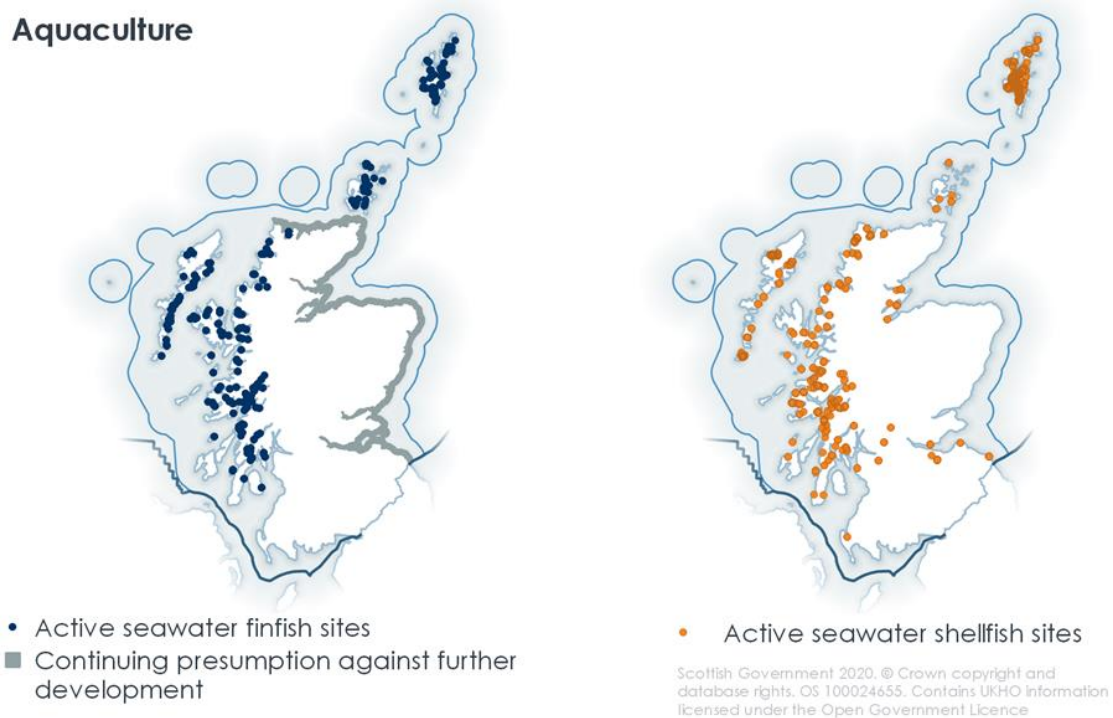 Aquaculture
Active seawater finfish sites
Continuing presumption against further
development
Active seawater shellfish sites
Scottish Government 2020. © Crown copyright and
database rights. OS 100024655. Contains UKHO information
licensed under the Open Government Licence